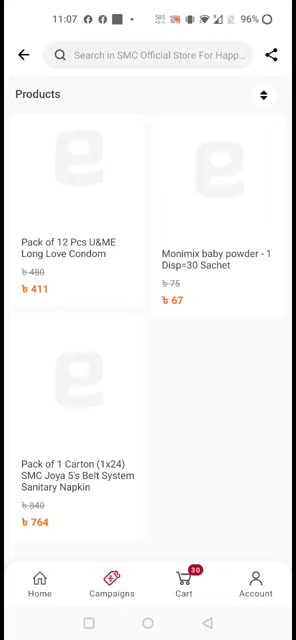 11:07
585
KB/S
96%
Search in SMC Official Store For Happ...
Products
Pack of 12 Pcs U&ME
Long Love Condom
৳ 480
৳ 411
Monimix baby powder - 1
Disp=30 Sachet
৳ 75
৳ 67
Pack of 1 Carton (1x24)
SMC Joya 5's Belt System
Sanitary Napkin
৳ 840
৳ 764
30
Home
Campaigns
Cart
Account